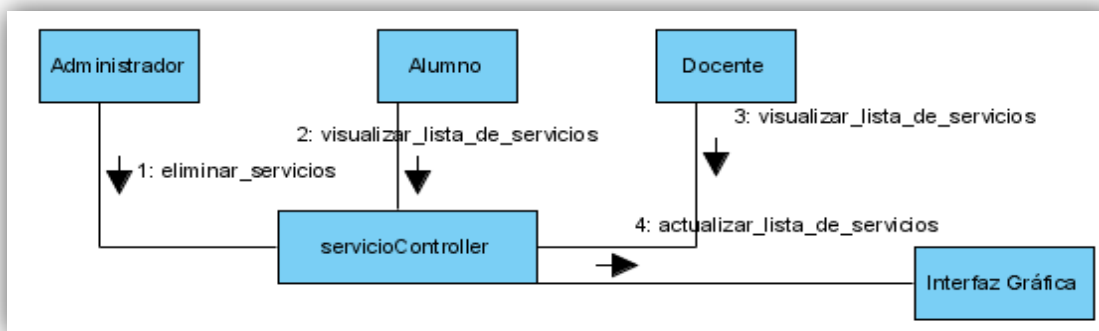 Administrador
Alumno
Docente
3: visualizar_lista_de_servicios
2: visualizar_lista_de_servicios
1: eliminar_servicios
4: actualizar_lista_de_servicios
servicioController
Interfaz Gráfica